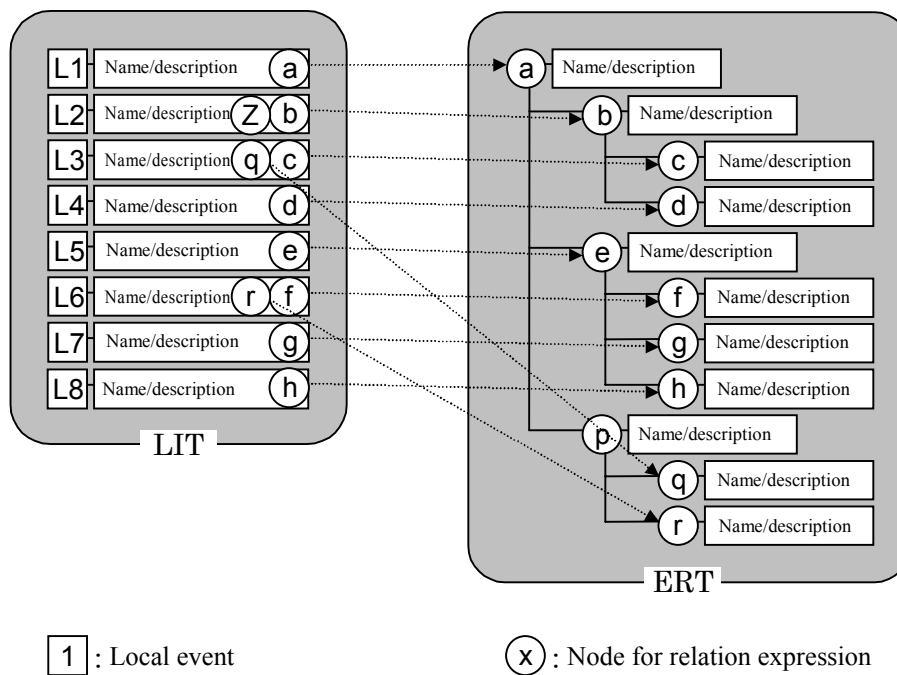 L1 Name/description a
L2 Name/description Z b
L3 Name/description q c
L4 Name/description d
L5 Name/description e
L6 Name/description r f
L7 Name/description g
L8 Name/description h
LIT
a Name/description
b Name/description
c Name/description
d Name/description
e Name/description
f Name/description
g Name/description
h Name/description
p Name/description
q Name/description
r Name/description
ERT
1 : Local event
x : Node for relation expression